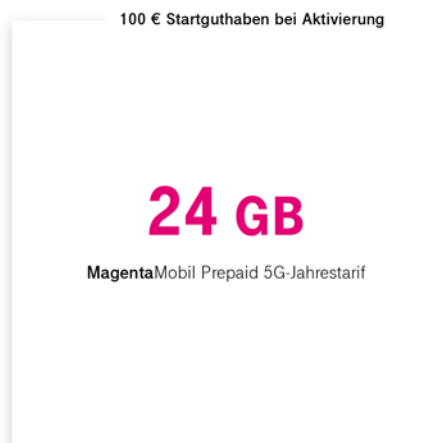 100 € Startguthaben bei Aktivierung
24 GB
MagentaMobil Prepaid 5G-Jahrestarif